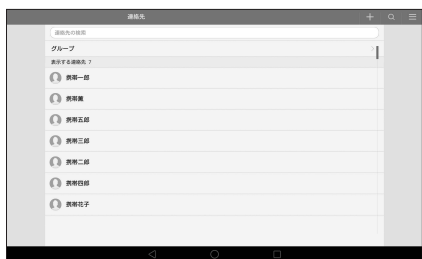 連絡先
連絡先の検索
グループ
表示する連絡先 7
携帯一郎
携帯薫
携帯五郎
携帯三郎
携帯二郎
携帯四郎
携帯花子